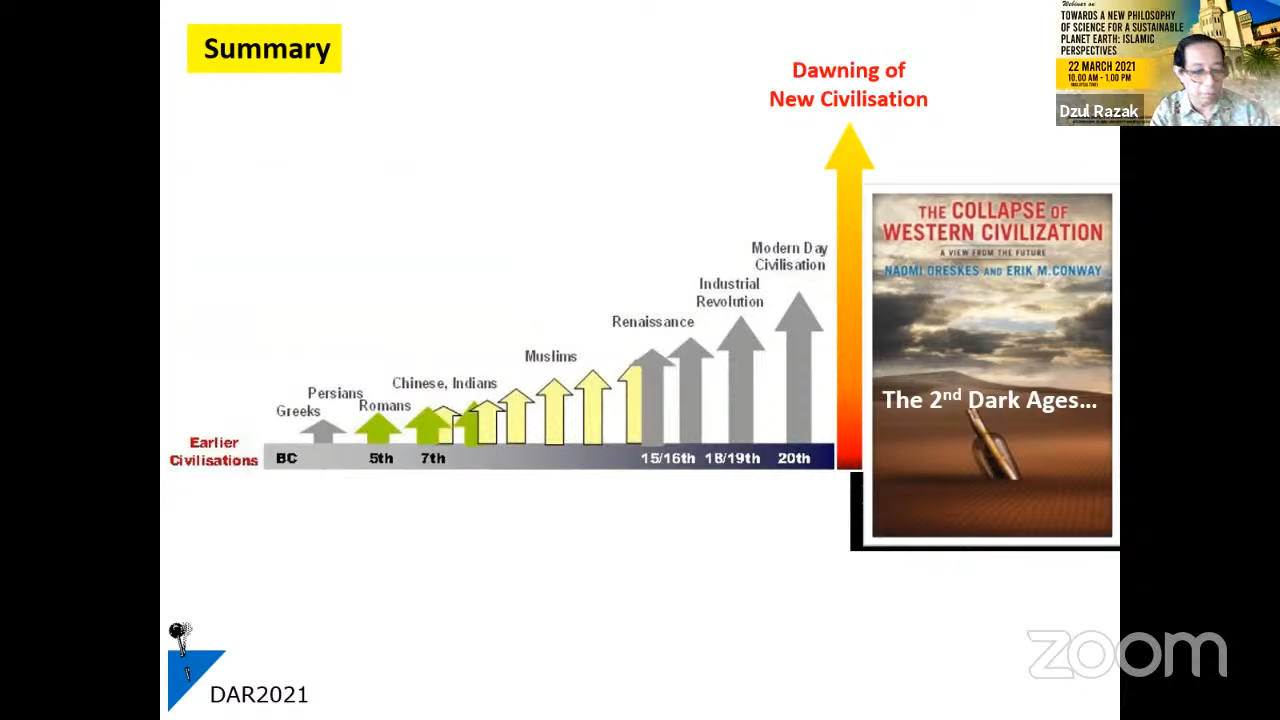 Summary
Dawning of
New Civilisation
Webinar on
TOWARDS A NEW PHILOSOPHY
OF SCIENCE FOR A SUSTAINABLE
PLANET EARTH: ISLAMIC
PERSPECTIVES
22 MARCH 2021
10.00 AM - 1.00 PM
Dzul Razak
THE COLLAPSE OF
WESTERN CIVILIZATION
A VIEW FROM THE FUTURE
NAOMI ORESKES AND ERIK M. CONWAY
The 2nd Dark Ages...
Modern Day
Civilisation
Industrial
Revolution
Renaissance
Muslims
Chinese, Indians
Persians
Romans
Greeks
Earlier
Civilisations
BC 5th 7th 15/16th 18/19th 20th
DAR2021
zoom